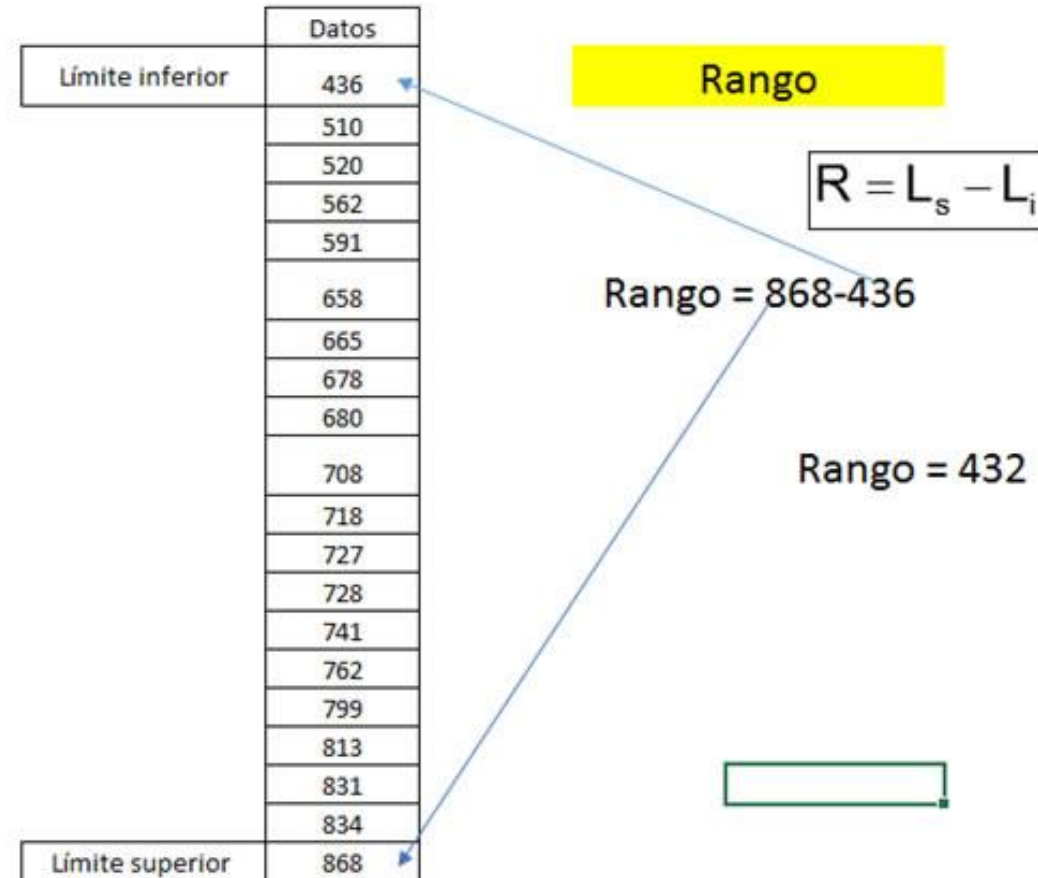 Datos
Límite inferior 436
Rango
510
520
R = Ls − Li
562
591
Rango = 868-436
658
665
678
680
Rango = 432
708
718
727
728
741
762
799
813
831
834
Límite superior 868